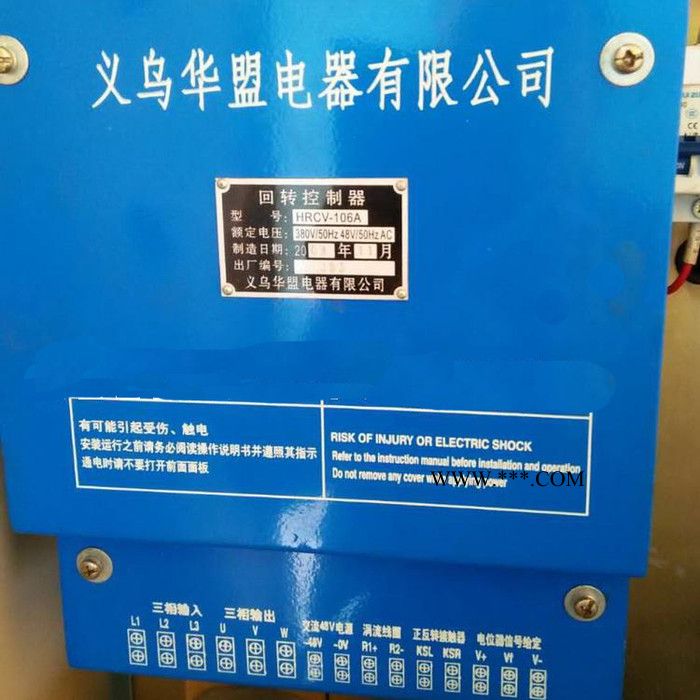 义乌华盟电器有限公司
回转控制器
型 号: HRCV-106A
额定电压: 380V/50Hz 48V/50Hz AC
制造日期: 20 年11月
出厂编号:
义乌华盟电器有限公司
有可能引起受伤、触电
安装运行之前请务必阅读操作说明书并遵照其指示
通电时请不要打开前面面板
RISK OF INJURY OR ELECTRIC SHOCK
Refer to the instruction manual before installation and operation
Do not remove any cover
WWW.***.COM
三相输入 三相输出 交流48V电源 涡流线圈 正反转接触器 电位器信号给定
L1 L2 L3 U V W -48V -0V R1+ R2- KSL KSR V+ Vf V-